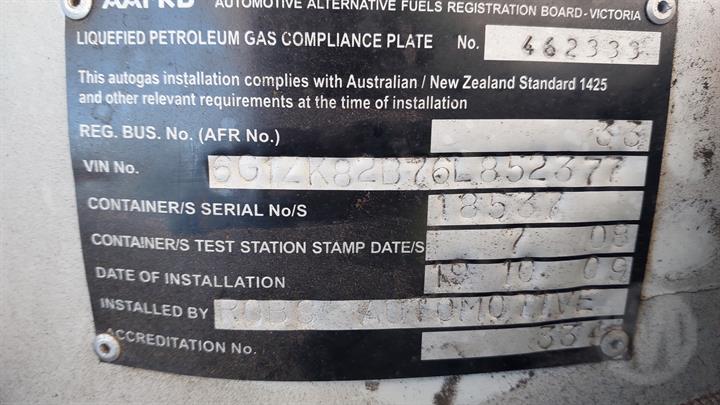 AUTOMOTIVE ALTERNATIVE FUELS REGISTRATION BOARD-VICTORIA
LIQUEFIED PETROLEUM GAS COMPLIANCE PLATE No. 462333
This autogas installation complies with Australian / New Zealand Standard 1425
and other relevant requirements at the time of installation
REG. BUS. No. (AFR No.) 33
VIN No. 6G1ZK82B76L852377
CONTAINER/S SERIAL No/S 18537
CONTAINER/S TEST STATION STAMP DATE/S 7 08
DATE OF INSTALLATION 19 10 09
INSTALLED BY AUTOMOTIVE
ACCREDITATION No.